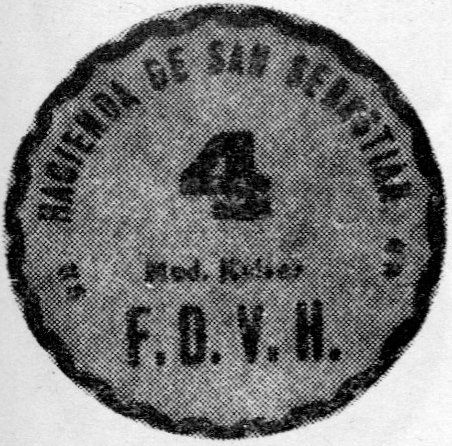 HACIENDA DE SAN SEBASTIAN
4
Mod. Kaiser
F. D. V. H.